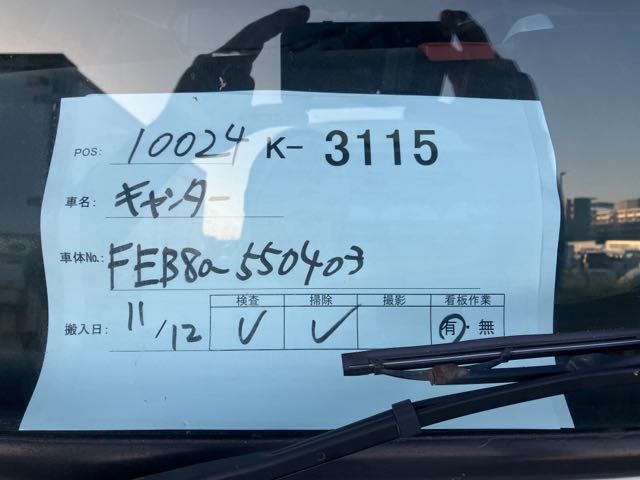 POS: 10024 K- 3115
車名: キャンター
車体No.: FEB80-550403
検査 掃除 撮影 看板作業
搬入日: 11/12 ✓ ✓ 有・無